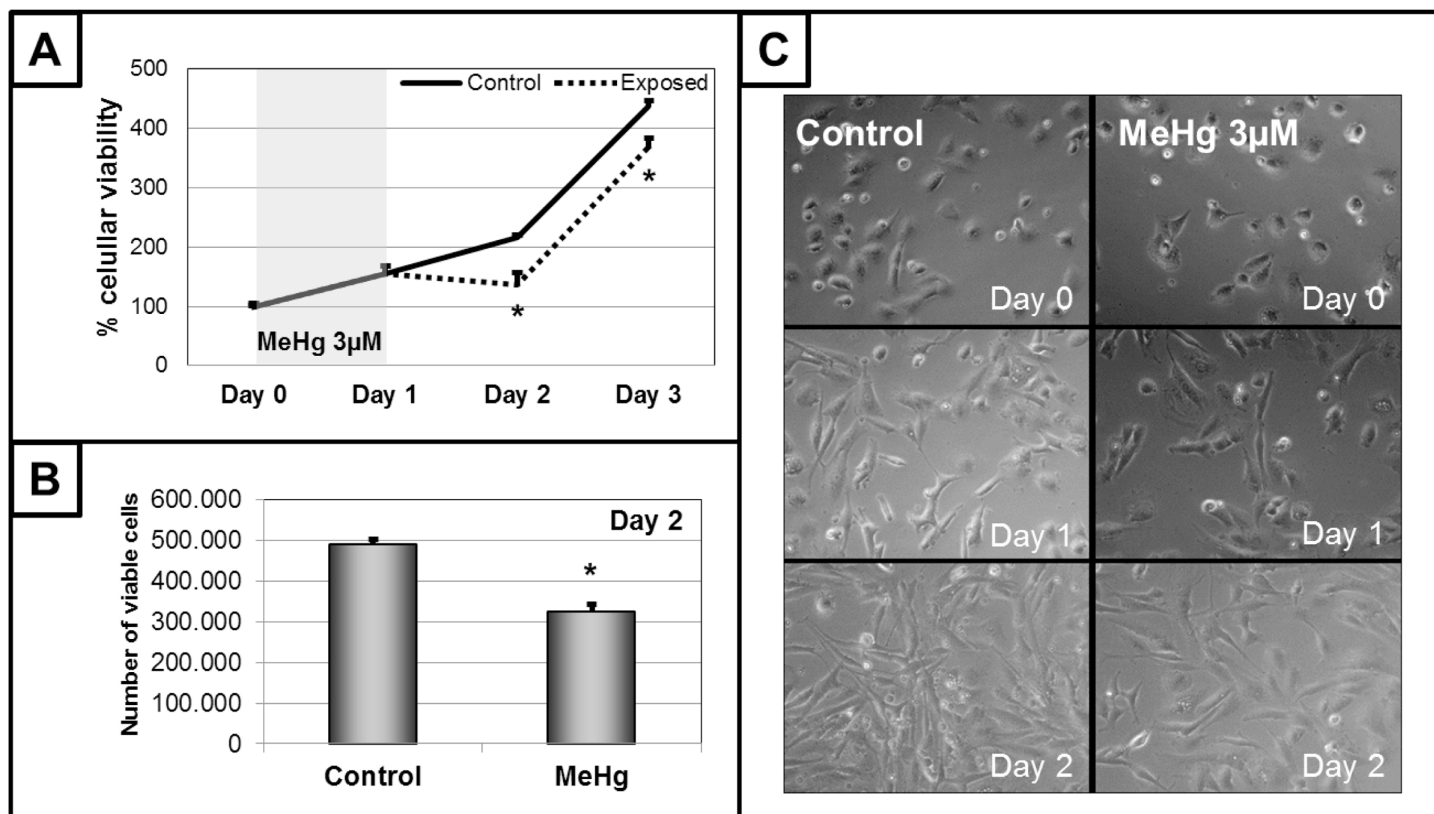 A
% celullar viability
500
400
300
200
100
0
Control Exposed
*
*
MeHg 3µM
Day 0 Day 1 Day 2 Day 3
B
Number of viable cells
600.000
500.000
400.000
300.000
200.000
100.000
0
Day 2
*
Control MeHg
C
Control MeHg 3µM
Day 0 Day 0
Day 1 Day 1
Day 2 Day 2